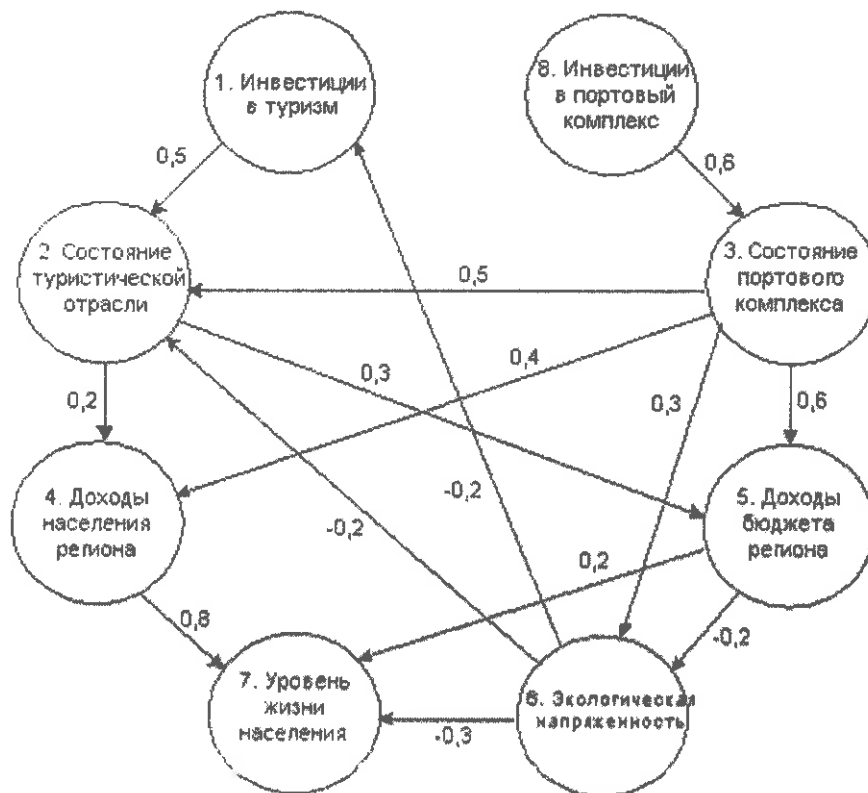 1. Инвестиции
в туризм
8. Инвестиции
в портовый
комплекс
0,5
0,6
2. Состояние
туристической
отрасли
3. Состояние
портового
комплекса
0,5
0,4
0,3
0,2
0,3
0,6
4. Доходы
населения
региона
-0,2
-0,2
5. Доходы
бюджета
региона
0,2
0,8
-0,2
7. Уровень
жизни
населения
6. Экологическая
напряженность
-0,3